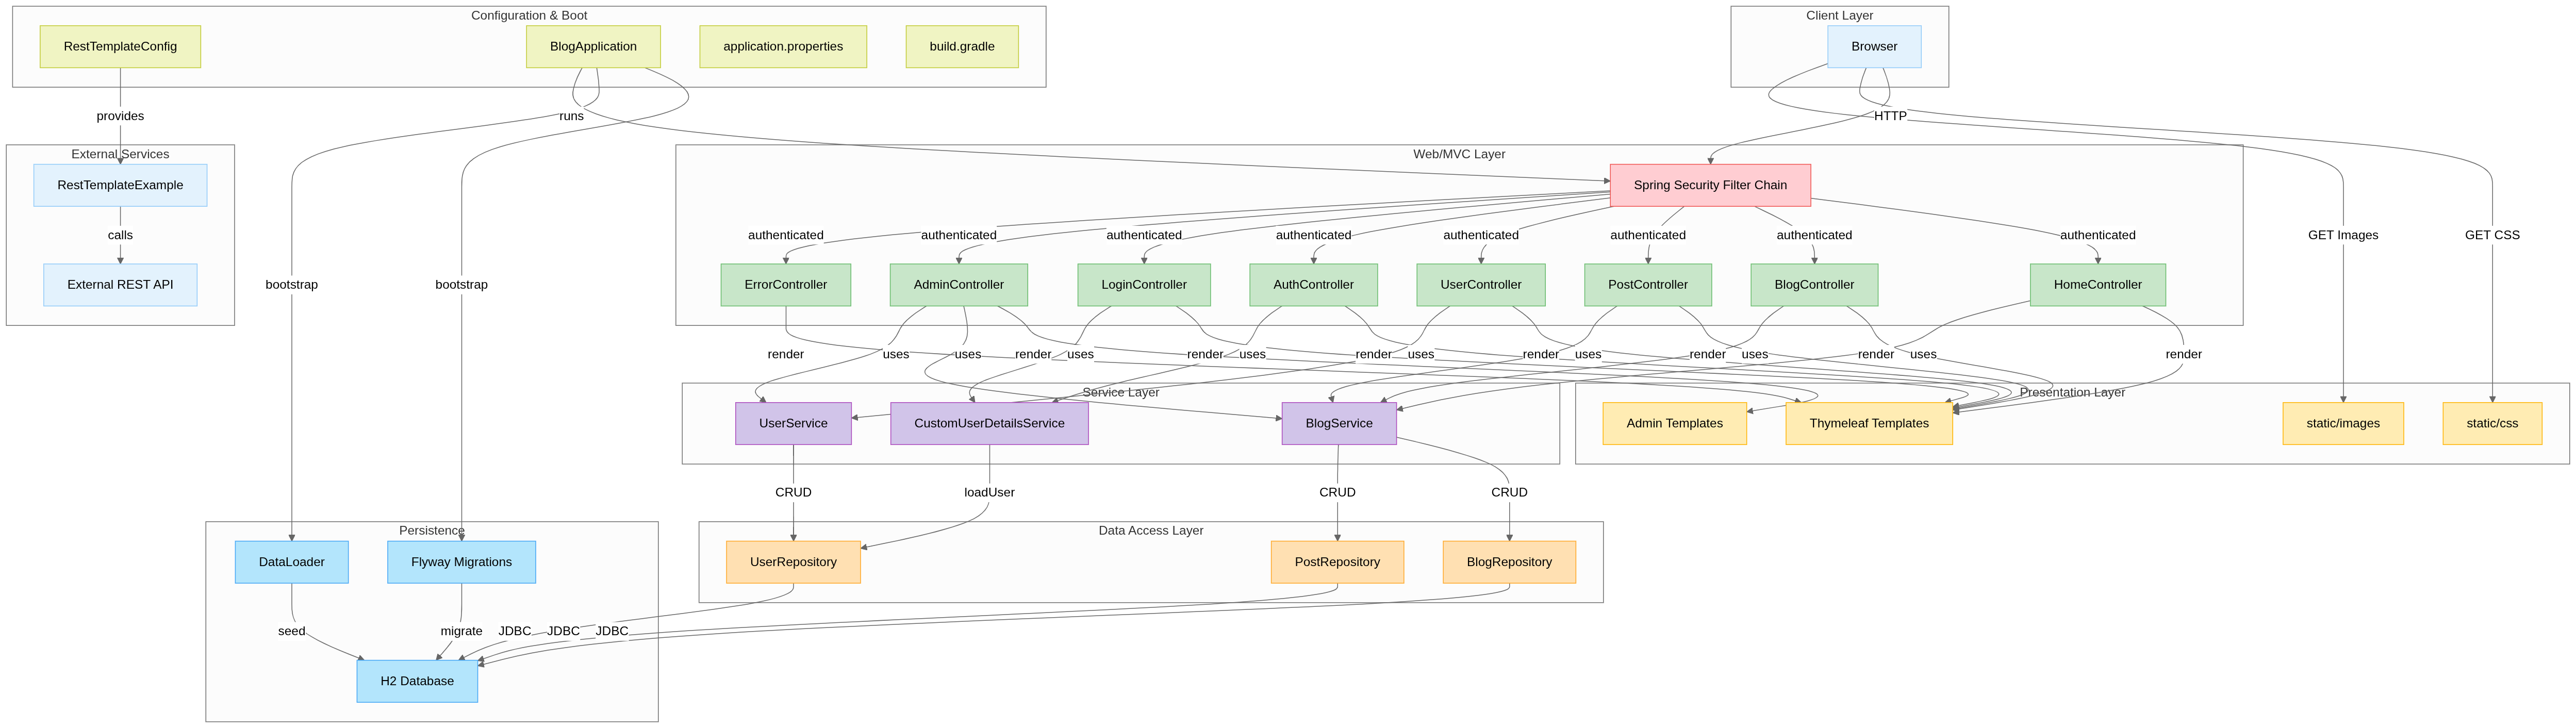 Configuration & Boot
Client Layer
RestTemplateConfig
BlogApplication
application.properties
build.gradle
Browser
provides
runs
HTTP
External Services
Web/MVC Layer
RestTemplateExample
Spring Security Filter Chain
calls
authenticated
authenticated
authenticated
authenticated
authenticated
authenticated
authenticated
authenticated
GET Images
GET CSS
External REST API
bootstrap
bootstrap
ErrorController
AdminController
LoginController
AuthController
UserController
PostController
BlogController
HomeController
render
uses
uses
render
uses
render
uses
render
uses
render
uses
render
uses
render
uses
render
Service Layer
Presentation Layer
UserService
CustomUserDetailsService
BlogService
Admin Templates
Thymeleaf Templates
static/images
static/css
CRUD
loadUser
CRUD
CRUD
Persistence
Data Access Layer
DataLoader
Flyway Migrations
UserRepository
PostRepository
BlogRepository
seed
migrate
JDBC
JDBC
JDBC
H2 Database